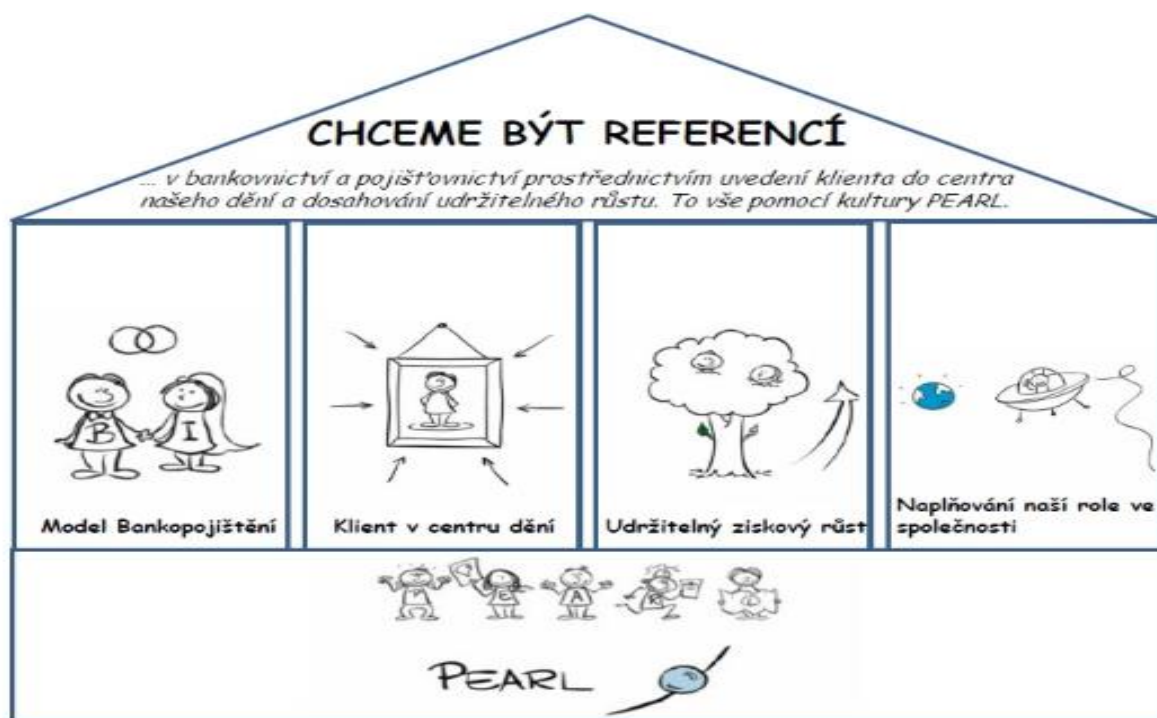 CHCEME BÝT REFERENCÍ
... v bankovnictví a pojišťovnictví prostřednictvím uvedení klienta do centra
našeho dění a dosahování udržitelného růstu. To vše pomocí kultury PEARL.
B I
Model Bankopojištění
Klient v centru dění
Udržitelný ziskový růst
Naplňování naší role ve
společnosti
P E A R L
PEARL